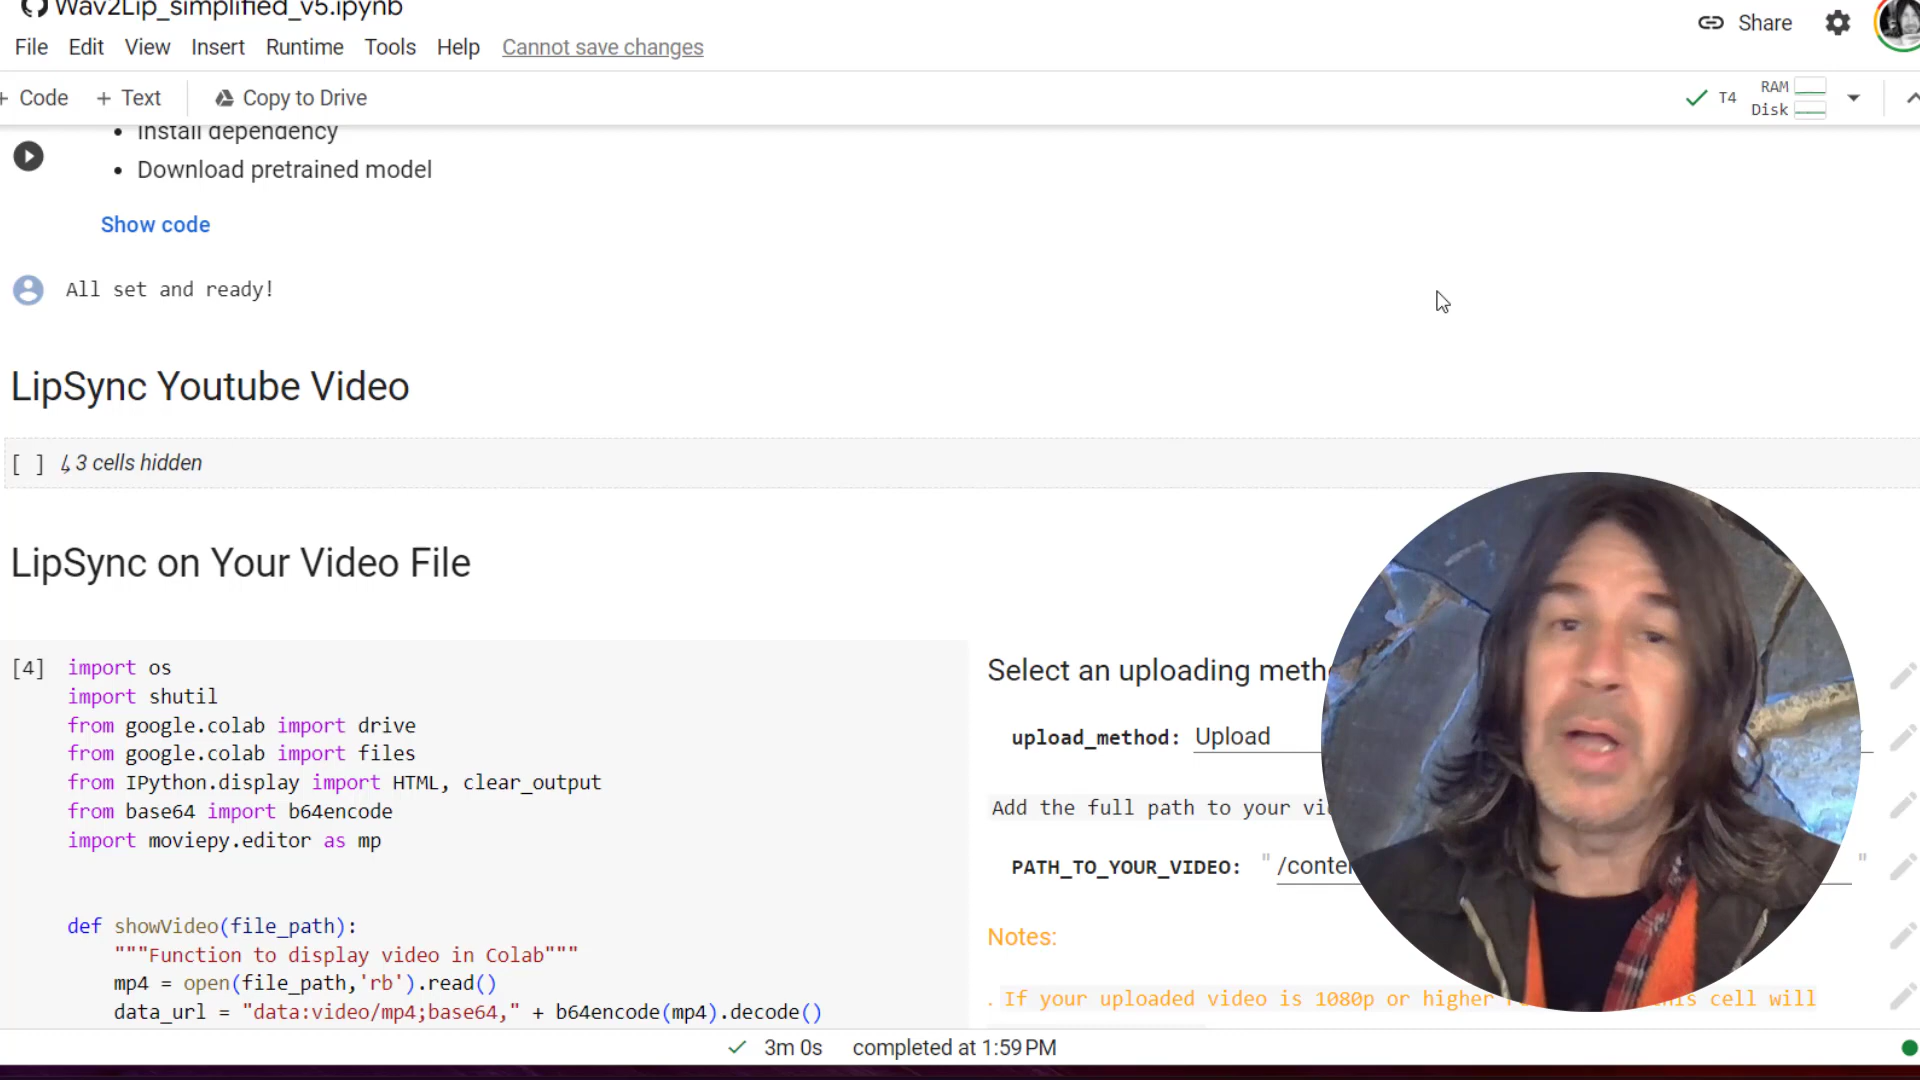 Wav2Lip_simplified_v5.ipynb
File Edit View Insert Runtime Tools Help Cannot save changes
Share
+ Code + Text Copy to Drive
T4 RAM
Disk
• Install dependency
• Download pretrained model
Show code
All set and ready!
LipSync Youtube Video
[ ] ↳ 3 cells hidden
LipSync on Your Video File
[4] import os
import shutil
from google.colab import drive
from google.colab import files
from IPython.display import HTML, clear_output
from base64 import b64encode
import moviepy.editor as mp
def showVideo(file_path):
"""Function to display video in Colab"""
mp4 = open(file_path,'rb').read()
data_url = "data:video/mp4;base64," + b64encode(mp4).decode()
Select an uploading
upload_method: Upload
Add the full path to your
PATH_TO_YOUR_VIDEO: "
"
Notes:
. If your uploaded video is 1080p or higher cell will
3m 0s completed at 1:59 PM